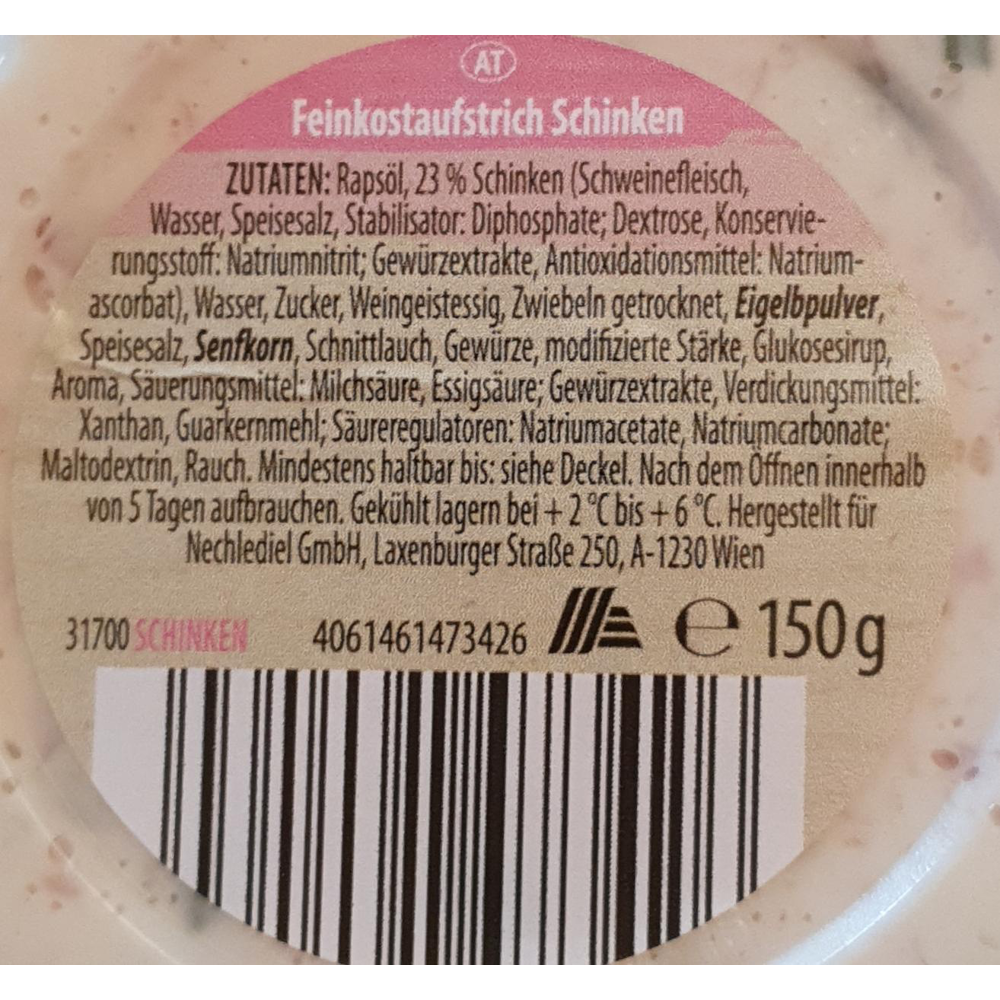 AT
Feinkostaufstrich Schinken
ZUTATEN: Rapsöl, 23 % Schinken (Schweinefleisch,
Wasser, Speisesalz, Stabilisator: Diphosphate; Dextrose, Konservie-
rungsstoff: Natriumnitrit; Gewürzextrakte, Antioxidationsmittel: Natrium-
ascorbat), Wasser, Zucker, Weingeistessig, Zwiebeln getrocknet, Eigelbpulver,
Speisesalz, Senfkorn, Schnittlauch, Gewürze, modifizierte Stärke, Glukosesirup,
Aroma, Säuerungsmittel: Milchsäure, Essigsäure; Gewürzextrakte, Verdickungsmittel:
Xanthan, Guarkernmehl; Säureregulatoren: Natriumacetate, Natriumcarbonate;
Maltodextrin, Rauch. Mindestens haltbar bis: siehe Deckel. Nach dem Öffnen innerhalb
von 5 Tagen aufbrauchen. Gekühlt lagern bei + 2 °C bis + 6 °C. Hergestellt für
Nechlediel GmbH, Laxenburger Straße 250, A-1230 Wien
31700 SCHINKEN 4061461473426 ℮ 150 g